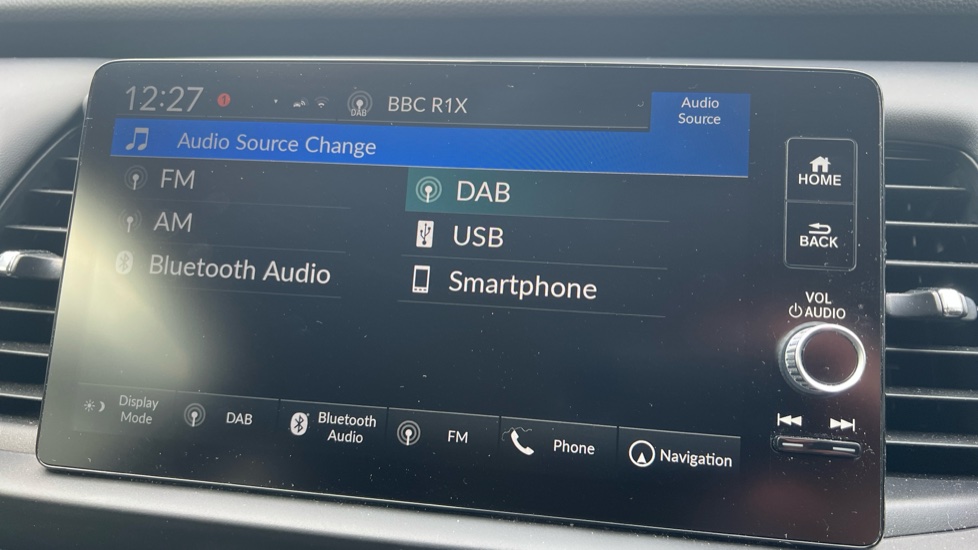 12:27
DAB
BBC R1X
Audio
Source
Audio Source Change
FM
DAB
AM
USB
Bluetooth Audio
Smartphone
Display
Mode
DAB
Bluetooth
Audio
FM
Phone
Navigation
HOME
BACK
VOL
AUDIO